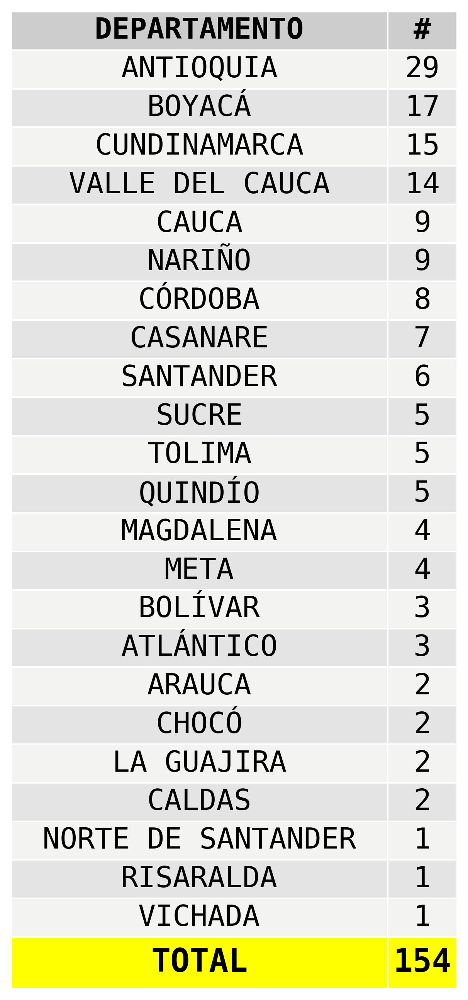 DEPARTAMENTO #
ANTIOQUIA 29
BOYACÁ 17
CUNDINAMARCA 15
VALLE DEL CAUCA 14
CAUCA 9
NARIÑO 9
CÓRDOBA 8
CASANARE 7
SANTANDER 6
SUCRE 5
TOLIMA 5
QUINDÍO 5
MAGDALENA 4
META 4
BOLÍVAR 3
ATLÁNTICO 3
ARAUCA 2
CHOCÓ 2
LA GUAJIRA 2
CALDAS 2
NORTE DE SANTANDER 1
RISARALDA 1
VICHADA 1
TOTAL 154